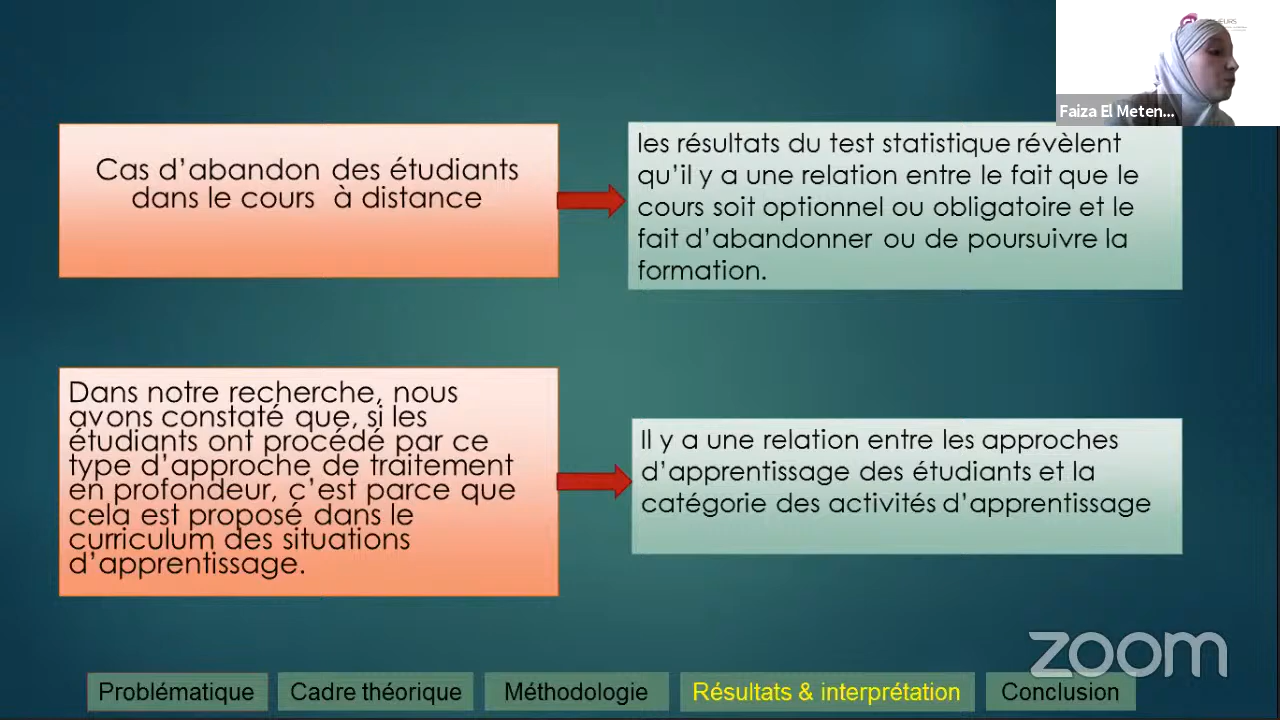 Faiza El Meten...
Cas d'abandon des étudiants
dans le cours à distance
les résultats du test statistique révèlent
qu'il y a une relation entre le fait que le
cours soit optionnel ou obligatoire et le
fait d'abandonner ou de poursuivre la
formation.
Dans notre recherche, nous
avons constaté que, si les
étudiants ont procédé par ce
type d'approche de traitement
en profondeur, c'est parce que
cela est proposé dans le
curriculum des situations
d'apprentissage.
Il y a une relation entre les approches
d'apprentissage des étudiants et la
catégorie des activités d'apprentissage
zoom
Problématique
Cadre théorique
Méthodologie
Résultats & interprétation
Conclusion